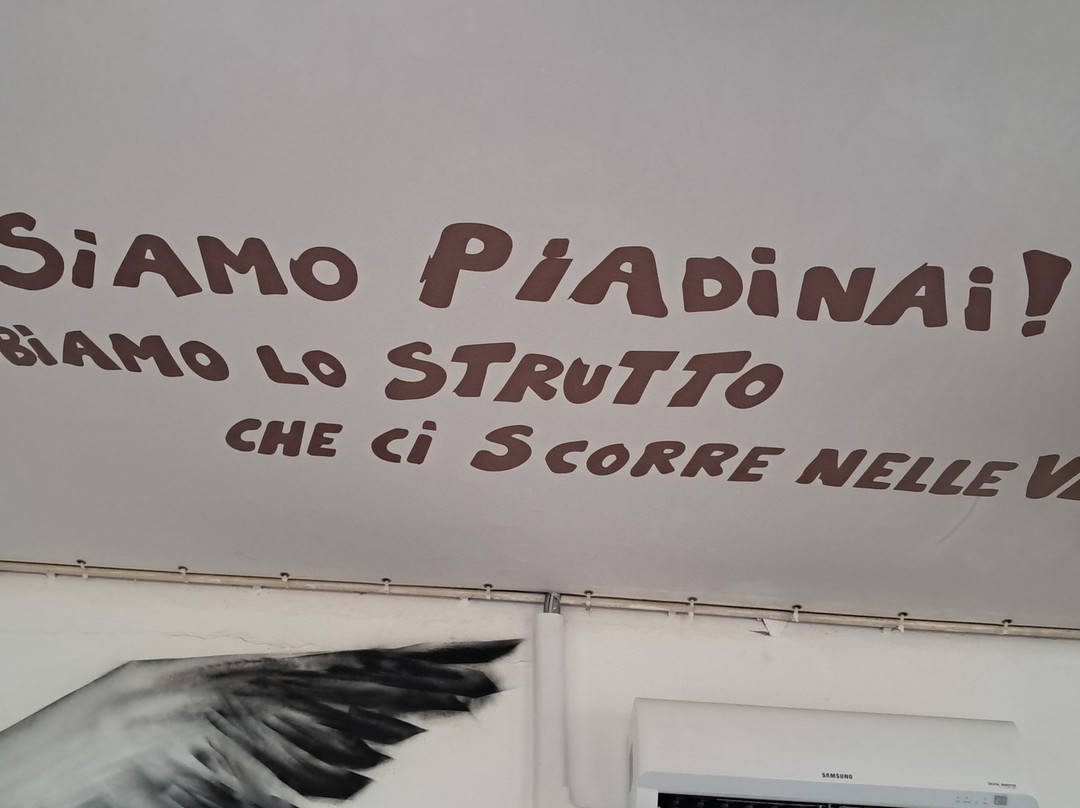 SiAMO PiADiNAi!
BiAMO LO STRUTTO
CHE Ci SCORRE NELLE
SAMSUNG